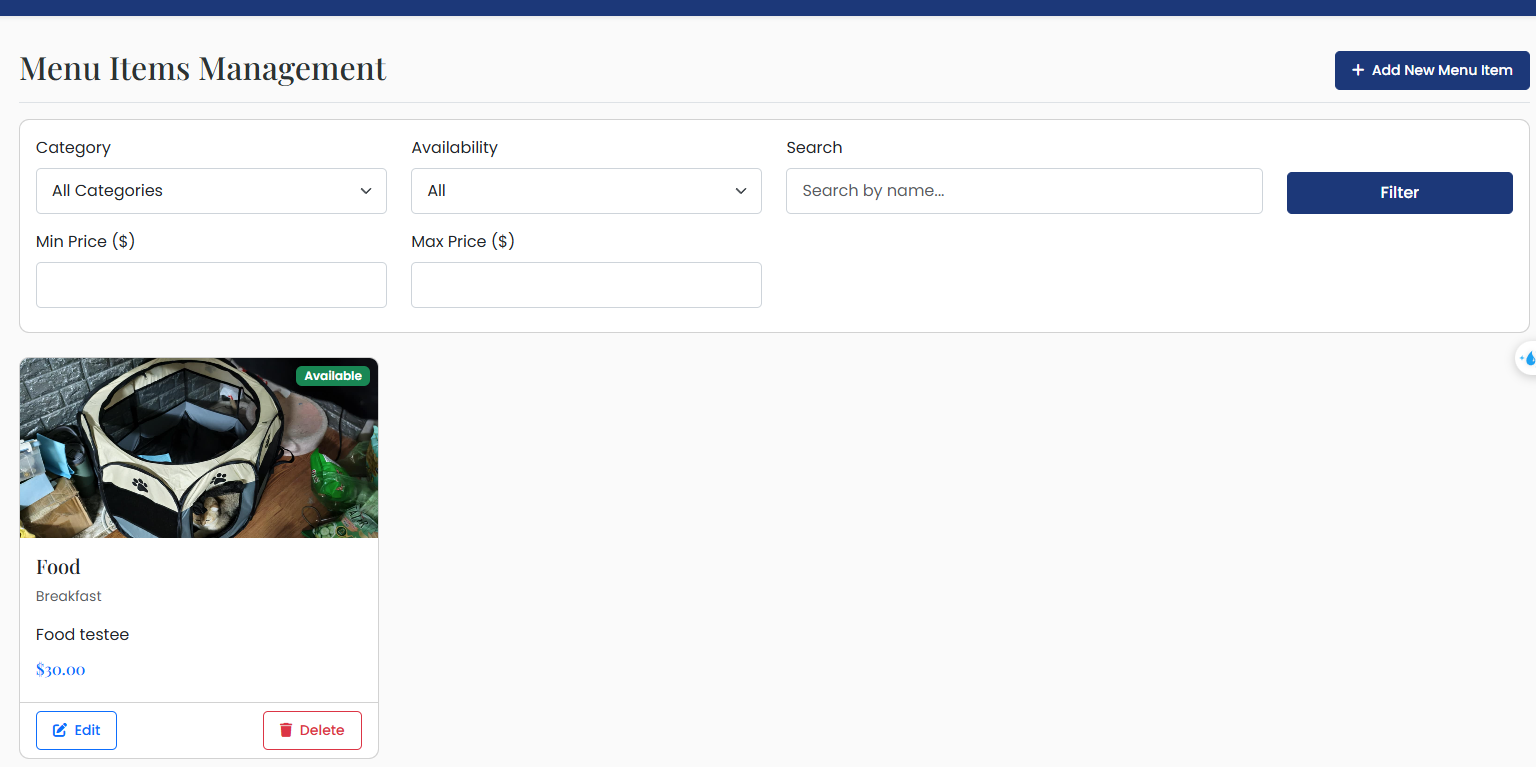 Menu Items Management
Add New Menu Item
Category
Availability
Search
All Categories
All
Search by name...
Filter
Min Price ($)
Max Price ($)
Available
Food
Breakfast
Food testee
$30.00
Edit
Delete